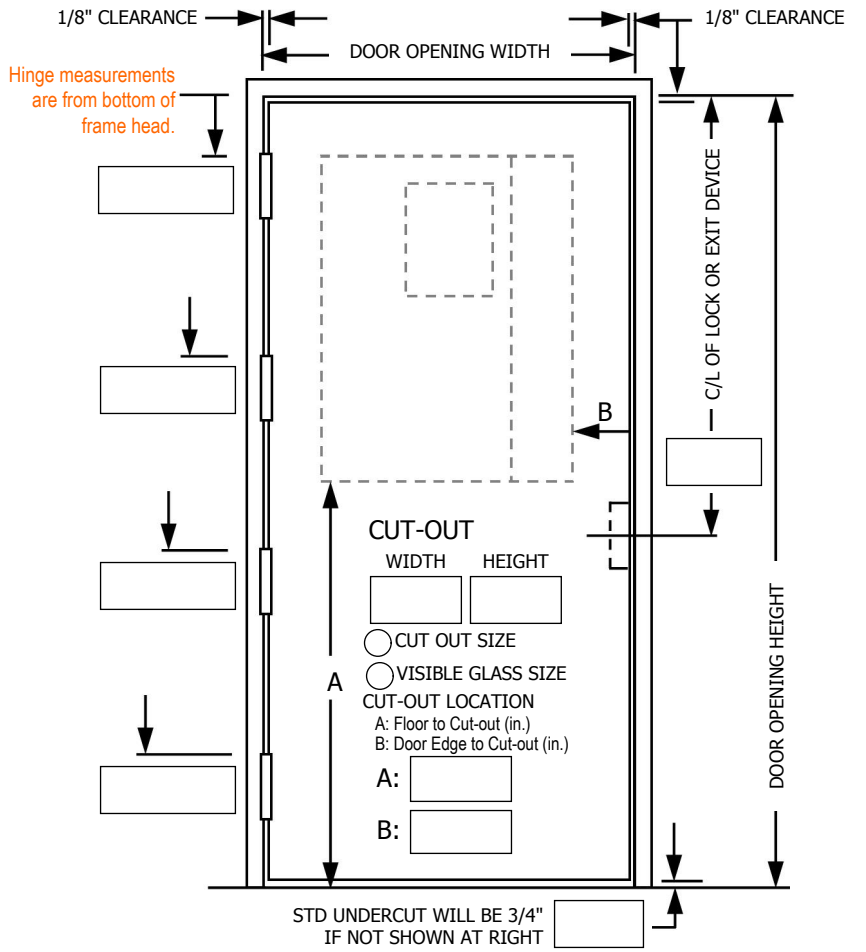 1/8" CLEARANCE
1/8" CLEARANCE
DOOR OPENING WIDTH
Hinge measurements
are from bottom of
frame head.
C/L OF LOCK OR EXIT DEVICE
B
CUT-OUT
WIDTH
HEIGHT
CUT OUT SIZE
VISIBLE GLASS SIZE
A
CUT-OUT LOCATION
A: Floor to Cut-out (in.)
B: Door Edge to Cut-out (in.)
A:
B:
DOOR OPENING HEIGHT
STD UNDERCUT WILL BE 3/4"
IF NOT SHOWN AT RIGHT